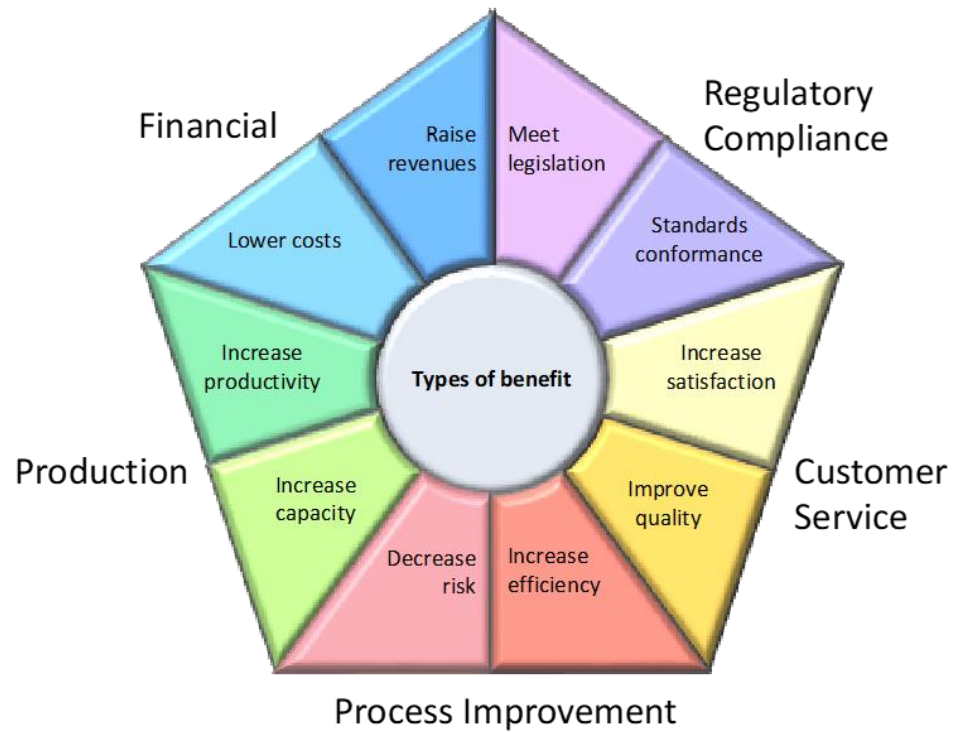 Financial
Regulatory
Compliance
Raise
revenues
Meet
legislation
Lower costs
Standards
conformance
Increase
productivity
Types of benefit
Increase
satisfaction
Production
Increase
capacity
Improve
quality
Customer
Service
Decrease
risk
Increase
efficiency
Process Improvement